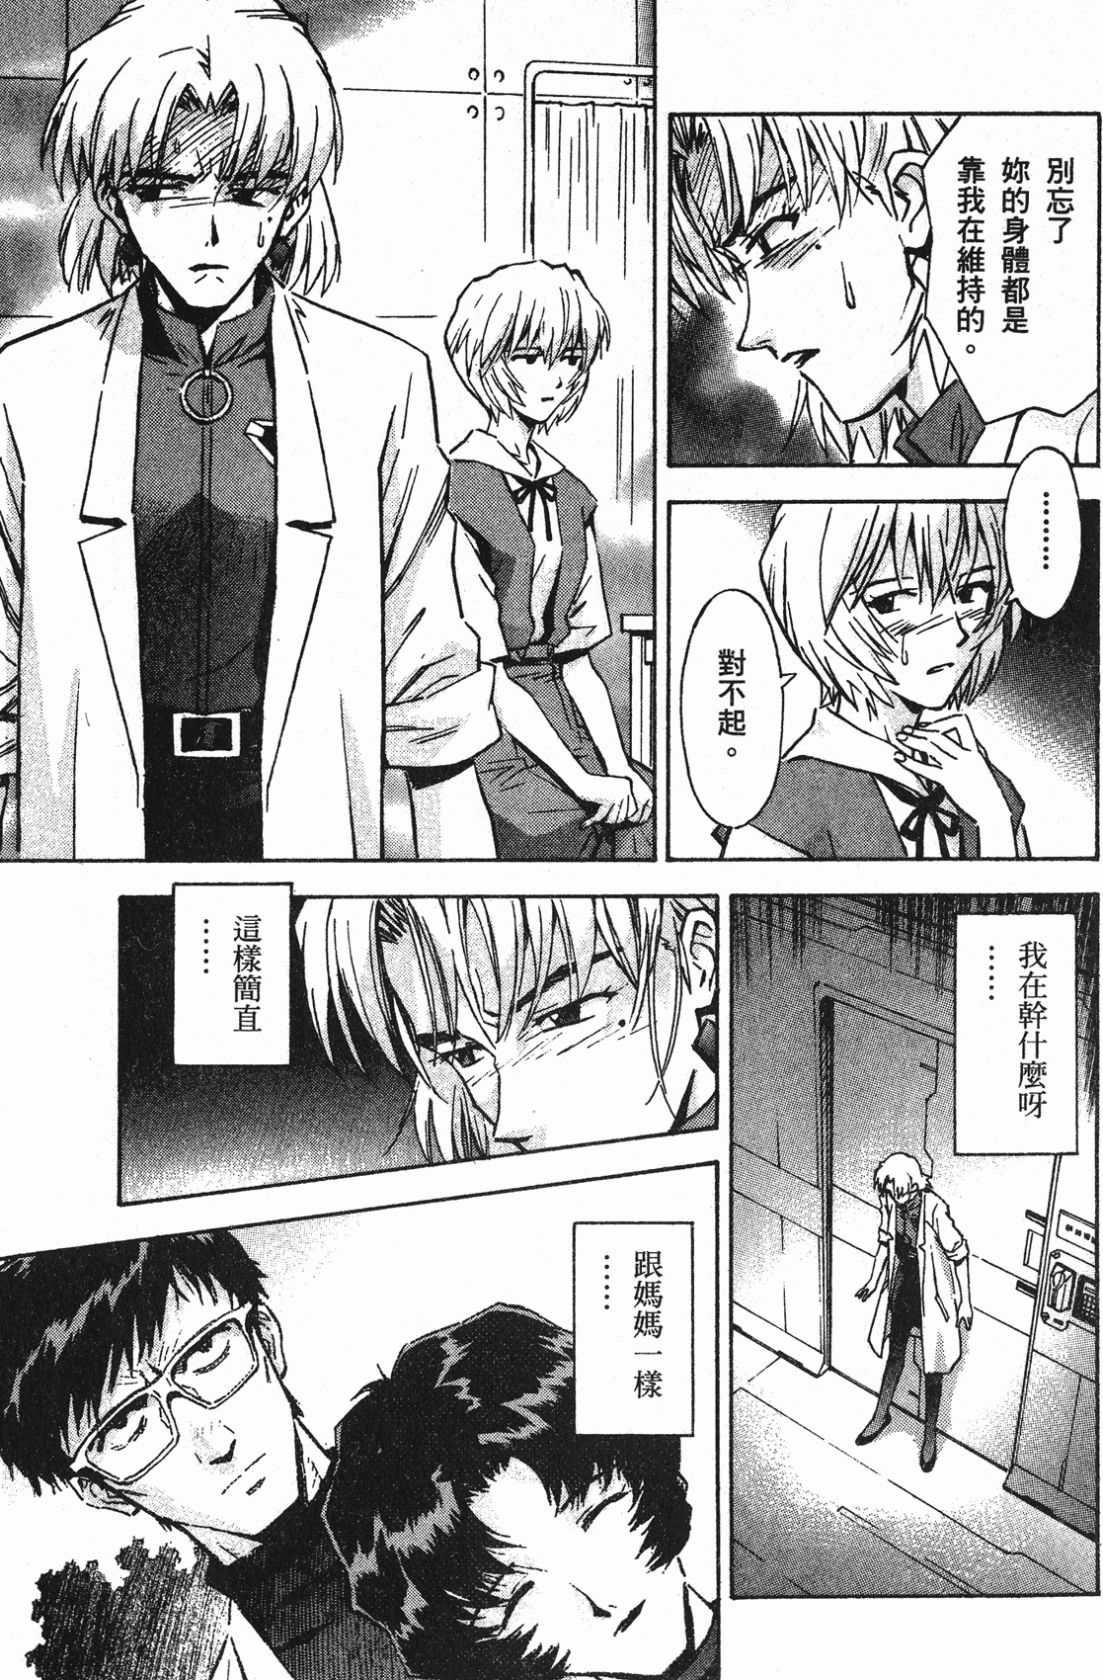 別忘了
妳的身體都是
靠我在維持的。
………
對不起。
我在幹什麼呀
……
這樣簡直
……
跟媽媽一樣
……